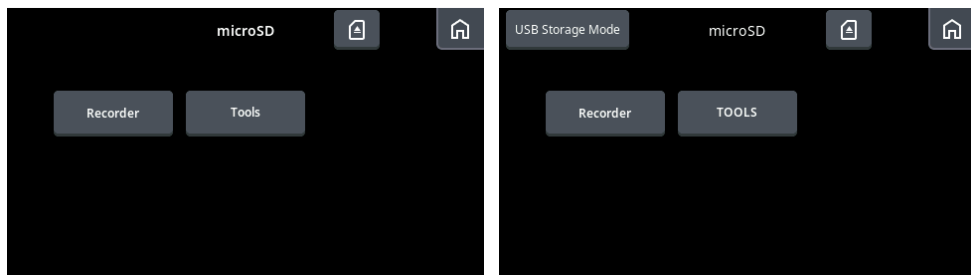 microSD
Recorder Tools
USB Storage Mode microSD
Recorder TOOLS